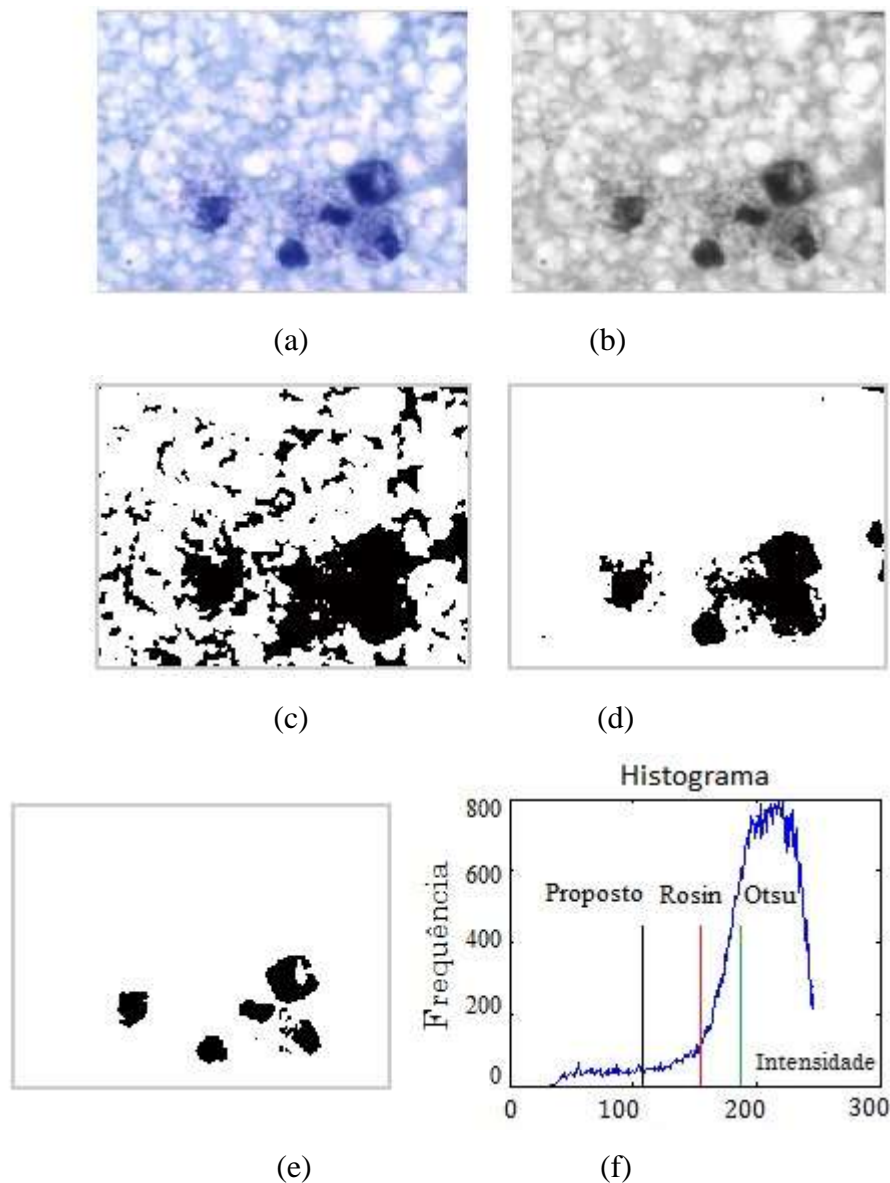 (a) (b)
(c) (d)
Histograma
800
600
400
200
0
Frequência
Proposto Rosin Otsu
Intensidade
0 100 200 300
(e) (f)